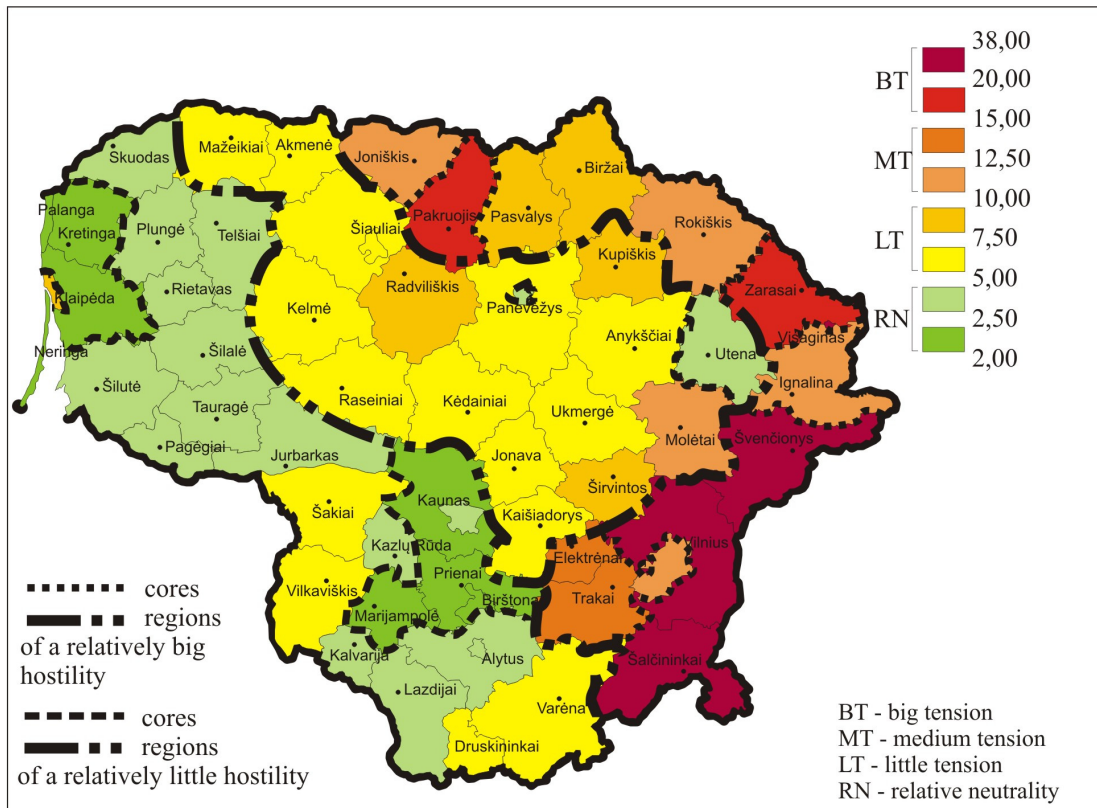 38,00
BT
20,00
15,00
MT
12,50
10,00
LT
7,50
5,00
RN
2,50
2,00
Skuodas
Mažeikiai
Akmenė
Joniškis
Pakruojis
Pasvalys
Biržai
Palanga
Kretinga
Plungė
Telšiai
Šiauliai
Rokiškis
Kupiškis
Klaipėda
Rietavas
Radviliškis
Panevėžys
Zarasai
Kelmė
Anykščiai
Utena
Visaginas
Neringa
Šilalė
Ignalina
Šilutė
Raseiniai
Kėdainiai
Tauragė
Ukmergė
Molėtai
Švenčionys
Pagėgiai
Jurbarkas
Jonava
Kaunas
Širvintos
Šakiai
Kaišiadorys
Kazlų Rūda
Vilnius
Elektrėnai
Vilkaviškis
Prienai
Birštona
Trakai
Marijampolė
Kalvarija
Alytus
Šalčininkai
Lazdijai
Varėna
Druskininkai
cores
regions
of a relatively big
hostility
cores
regions
of a relatively little hostility
BT - big tension
MT - medium tension
LT - little tension
RN - relative neutrality